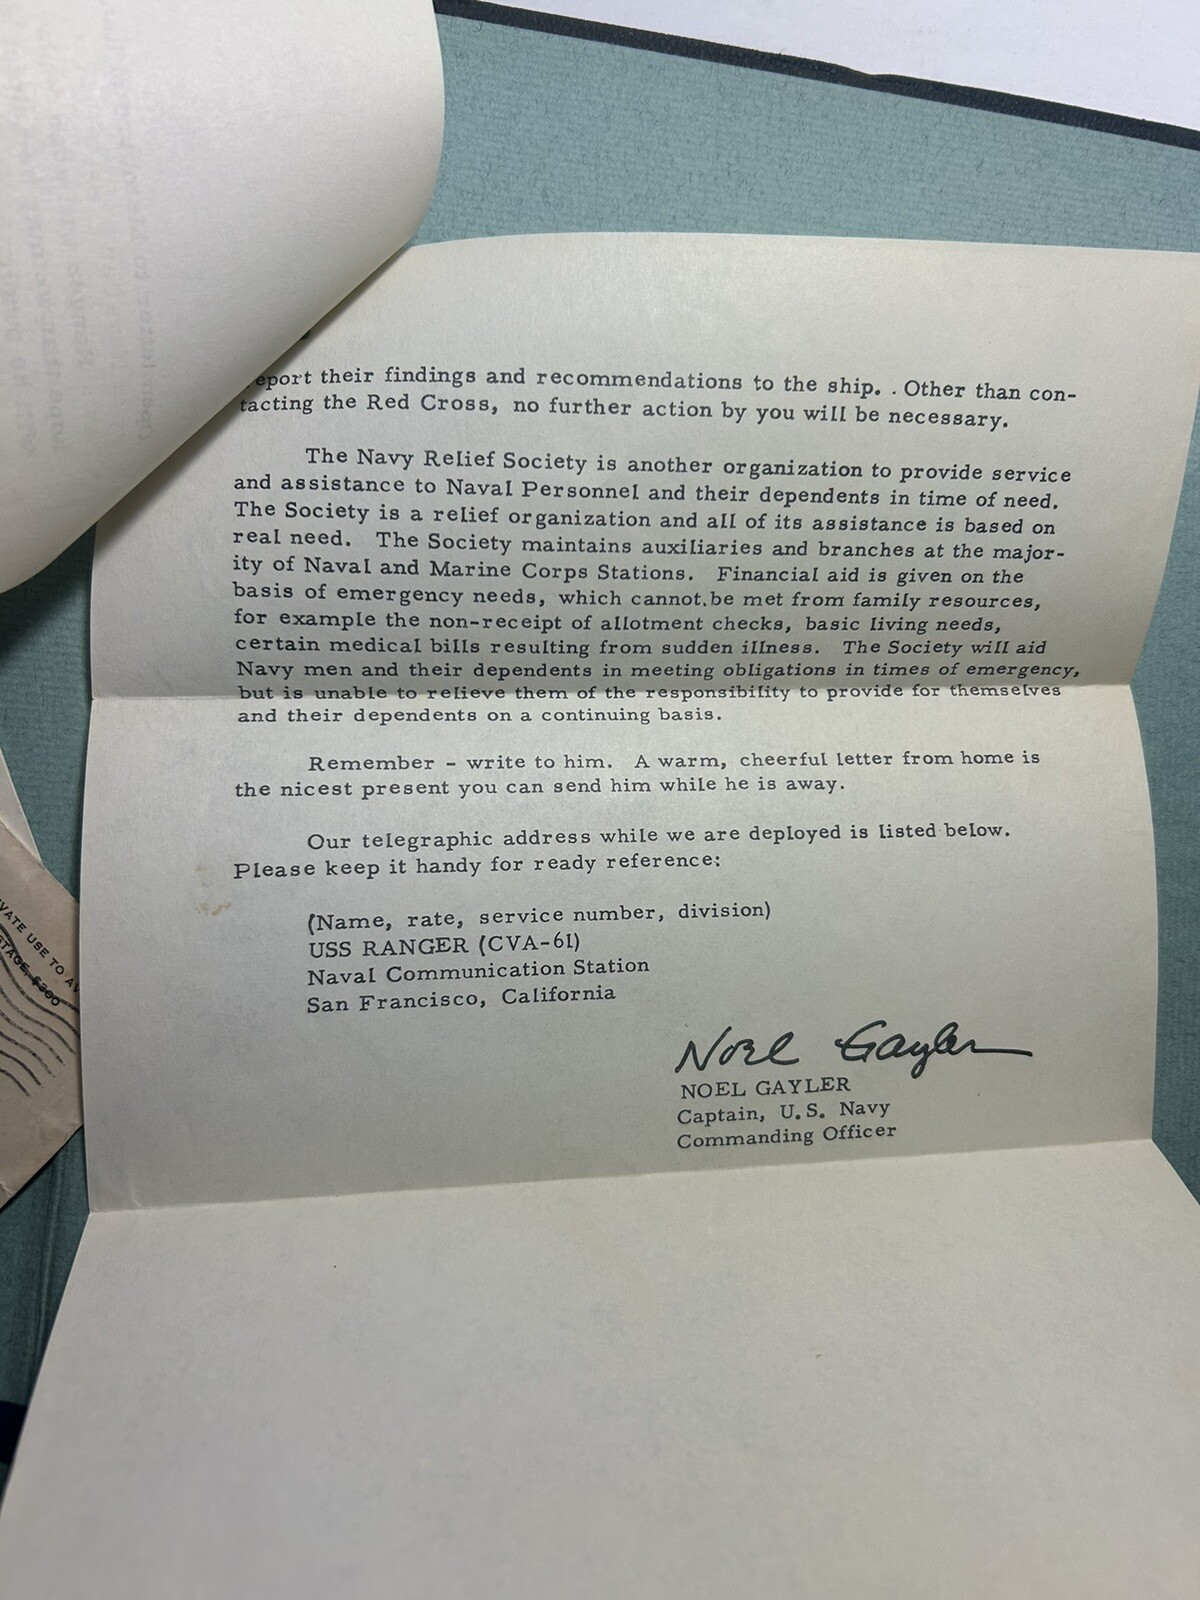 report their findings and recommendations to the ship. . Other than con-
tacting the Red Cross, no further action by you will be necessary.
The Navy Relief Society is another organization to provide service
and assistance to Naval Personnel and their dependents in time of need.
The Society is a relief organization and all of its assistance is based on
real need. The Society maintains auxiliaries and branches at the major-
ity of Naval and Marine Corps Stations. Financial aid is given on the
basis of emergency needs, which cannot.be met from family resources,
for example the non-receipt of allotment checks, basic living needs,
certain medical bills resulting from sudden illness. The Society will aid
Navy men and their dependents in meeting obligations in times of emergency,
but is unable to relieve them of the responsibility to provide for themselves
and their dependents on a continuing basis.
Remember - write to him. A warm, cheerful letter from home is
the nicest present you can send him while he is away.
Our telegraphic address while we are deployed is listed below.
Please keep it handy for ready reference:
(Name, rate, service number, division)
USS RANGER (CVA-61)
Naval Communication Station
San Francisco, California
Noel Gayler
NOEL GAYLER
Captain, U.S. Navy
Commanding Officer
USE TO
$300